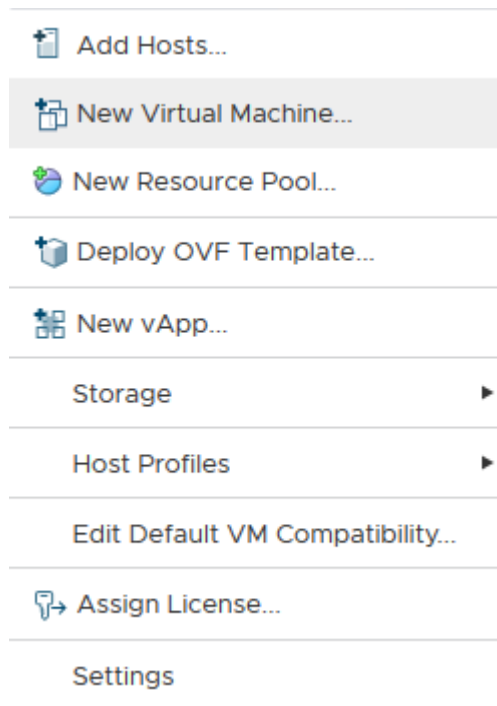 Add Hosts...
New Virtual Machine...
New Resource Pool...
Deploy OVF Template...
New vApp...
Storage
Host Profiles
Edit Default VM Compatibility...
Assign License...
Settings